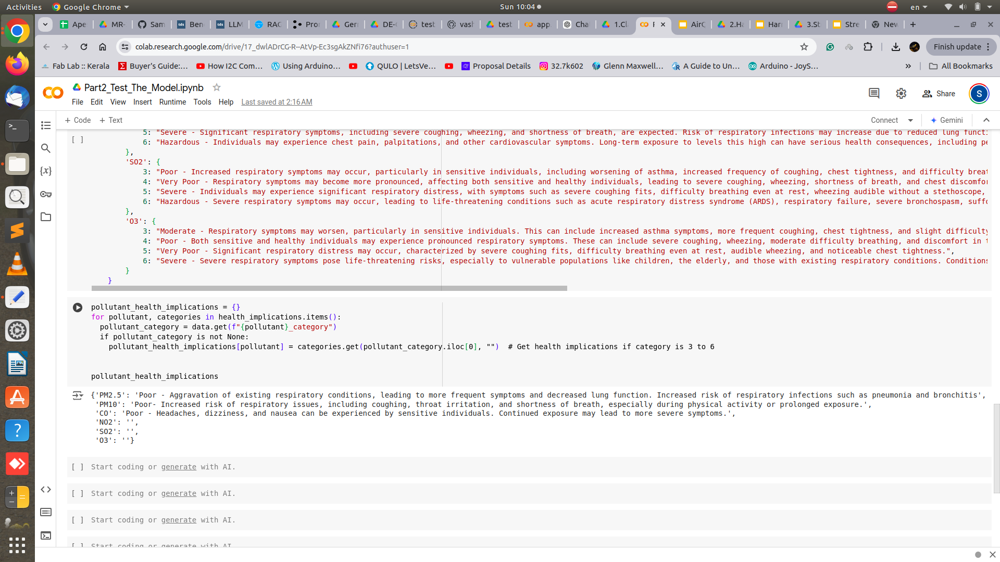 Activities
Google Chrome
Sun 10:04
en
Ape
MR-
Sam
Ben
LLM
RAC
Pror
Ger
DE-
test
vash
test
app.
Cha
1.Cl
AirC
2.Ha
Harr
3.St
Stre
New
colab.research.google.com/drive/17_dwlADrCG-R--AtVp-Ec3sgAkZNfi76?authuser=1
Finish update
Fab Lab :: Kerala
Buyer's Guide:...
How I2C Com...
Using Arduino...
QULO | LetsVe...
Proposal Details
32.7k602
Glenn Maxwell...
A Guide to Un...
Arduino - JoyS...
All Bookmarks
Part2_Test_The_Model.ipynb
File Edit View Insert Runtime Tools Help Last saved at 2:16 AM
Share
S
+ Code + Text
Connect
Gemini
[ ]
5: "Severe - Significant respiratory symptoms, including severe coughing, wheezing, and shortness of breath, are expected. Risk of respiratory infections may increase due to reduced lung functi
6: "Hazardous - Individuals may experience chest pain, palpitations, and other cardiovascular symptoms. Long-term exposure to levels this high can have serious health consequences, including pe
},
'SO2': {
3: "Poor - Increased respiratory symptoms may occur, particularly in sensitive individuals, including worsening of asthma, increased frequency of coughing, chest tightness, and difficulty breat
4: "Very Poor - Respiratory symptoms may become more pronounced, affecting both sensitive and healthy individuals, leading to severe coughing, wheezing, shortness of breath, and chest discomfor
5: "Severe - Individuals may experience significant respiratory distress, with symptoms such as severe coughing fits, difficulty breathing even at rest, wheezing audible without a stethoscope,
6: "Hazardous - Severe respiratory symptoms may occur, leading to life-threatening conditions such as acute respiratory distress syndrome (ARDS), respiratory failure, severe bronchospasm, suffo
},
'O3': {
3: "Moderate - Respiratory symptoms may worsen, particularly in sensitive individuals. This can include increased asthma symptoms, more frequent coughing, chest tightness, and slight difficulty
4: "Poor - Both sensitive and healthy individuals may experience pronounced respiratory symptoms. These can include severe coughing, wheezing, moderate difficulty breathing, and discomfort in t
5: "Very Poor - Significant respiratory distress may occur, characterized by severe coughing fits, difficulty breathing even at rest, audible wheezing, and noticeable chest tightness.",
6: "Severe - Severe respiratory symptoms pose life-threatening risks, especially to vulnerable populations like children, the elderly, and those with existing respiratory conditions. Conditions
}
}
pollutant_health_implications = {}
for pollutant, categories in health_implications.items():
pollutant_category = data.get(f"{pollutant}_category")
if pollutant_category is not None:
pollutant_health_implications[pollutant] = categories.get(pollutant_category.iloc[0], "") # Get health implications if category is 3 to 6
pollutant_health_implications
{'PM2.5': 'Poor - Aggravation of existing respiratory conditions, leading to more frequent symptoms and decreased lung function. Increased risk of respiratory infections such as pneumonia and bronchitis',
'PM10': 'Poor- Increased risk of respiratory issues, including coughing, throat irritation, and shortness of breath, especially during physical activity or prolonged exposure.',
'CO': 'Poor - Headaches, dizziness, and nausea can be experienced by sensitive individuals. Continued exposure may lead to more severe symptoms.',
'NO2': '',
'SO2': '',
'O3': ''}
[ ] Start coding or generate with AI.
[ ] Start coding or generate with AI.
[ ] Start coding or generate with AI.
[ ] Start coding or generate with AI.